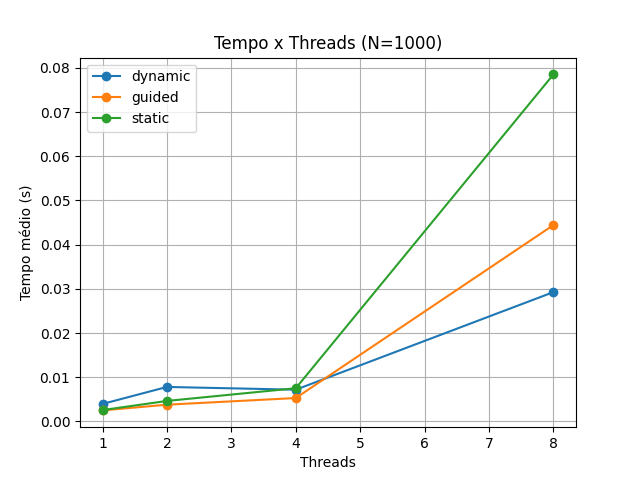 Tempo x Threads (N=1000)
dynamic
guided
static
Tempo médio (s)
0.08
0.07
0.06
0.05
0.04
0.03
0.02
0.01
0.00
1 2 3 4 5 6 7 8
Threads